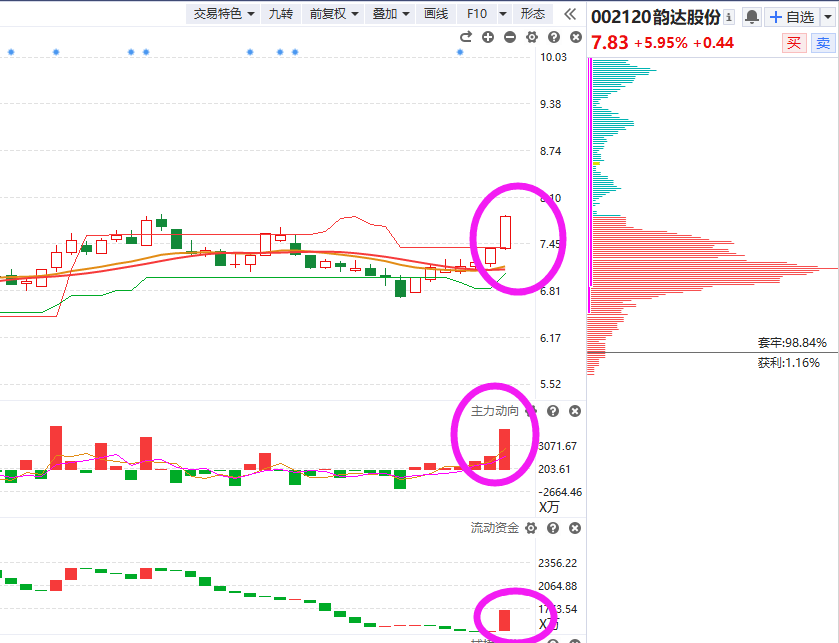 交易特色 九转 前复权 叠加 画线 F10 形态
002120韵达股份 i 自选
7.83 +5.95% +0.44 买 卖
10.03
9.38
8.74
8.10
7.45
6.81
6.17
5.52
套牢:98.84%
获利:1.16%
主力动向
3071.67
203.61
-2664.46
X万
流动资金
2356.22
2064.88
1773.54
X万